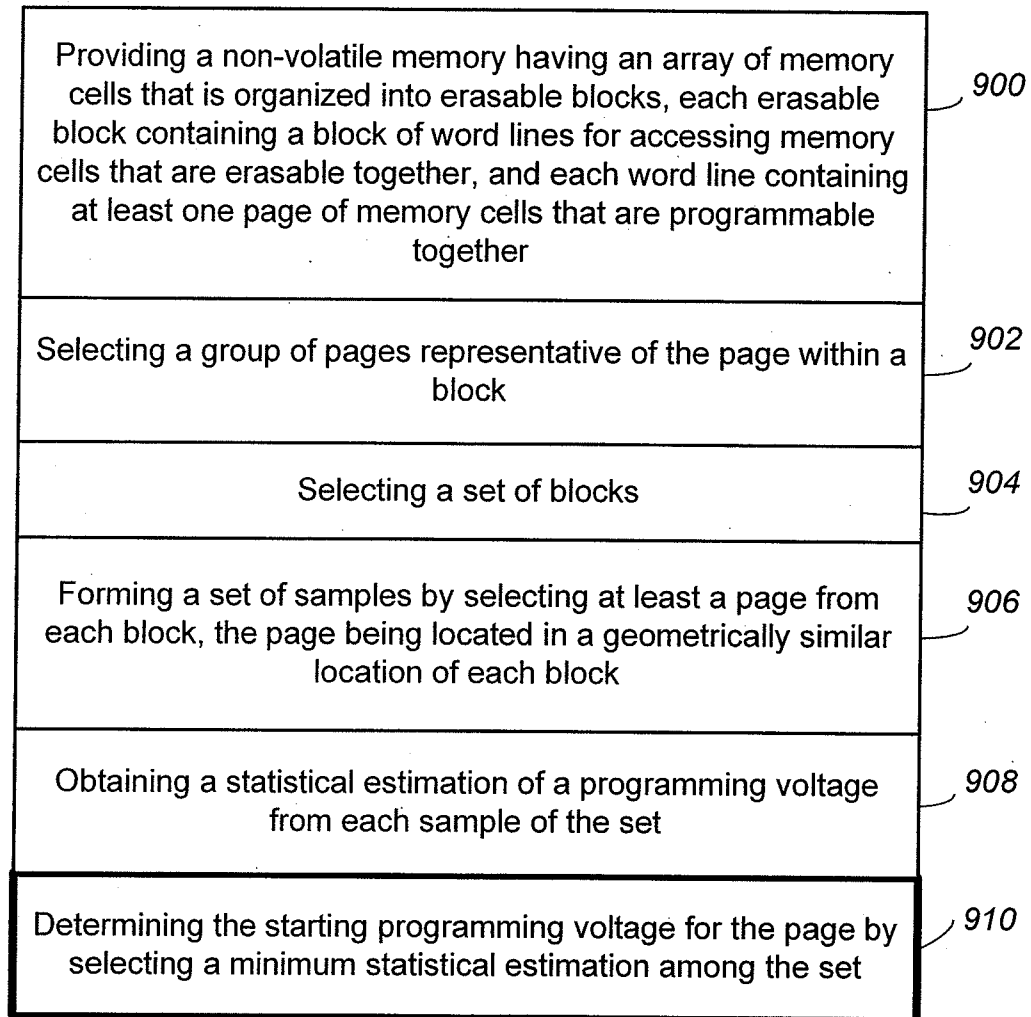 Providing a non-volatile memory having an array of memory
cells that is organized into erasable blocks, each erasable
block containing a block of word lines for accessing memory
cells that are erasable together, and each word line containing
at least one page of memory cells that are programmable
together
900
Selecting a group of pages representative of the page within a
block
902
Selecting a set of blocks
904
Forming a set of samples by selecting at least a page from
each block, the page being located in a geometrically similar
location of each block
906
Obtaining a statistical estimation of a programming voltage
from each sample of the set
908
Determining the starting programming voltage for the page by
selecting a minimum statistical estimation among the set
910